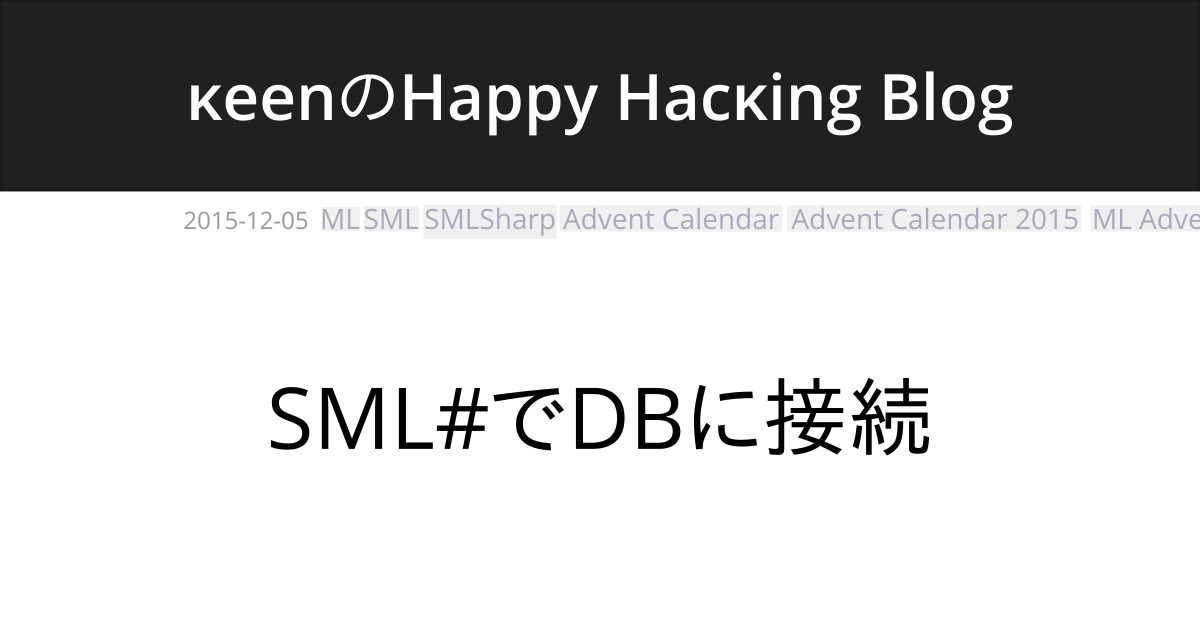 κeenのHappy Hacκing Blog
2015-12-05 ML SML SMLSharp Advent Calendar Advent Calendar 2015 ML Adve
SML#でDBに接続